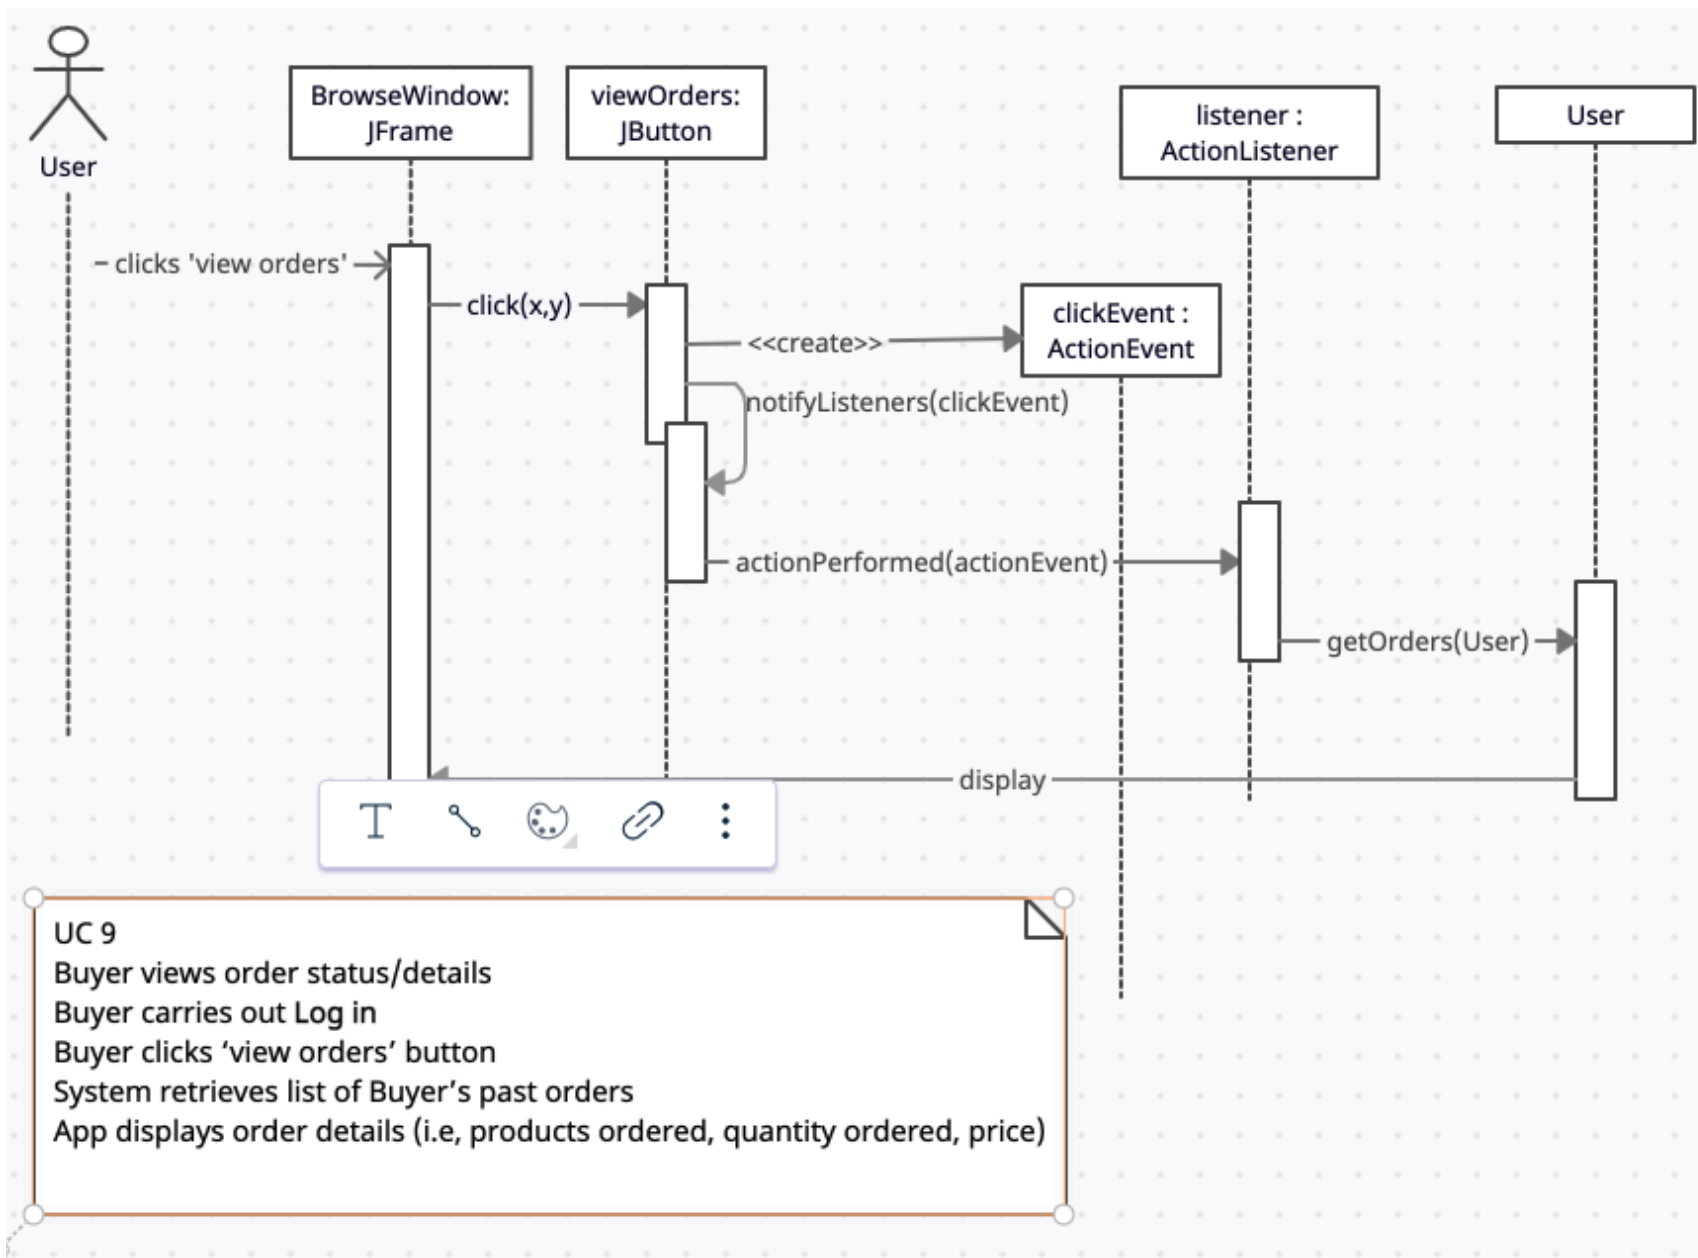 User
BrowseWindow:
JFrame
viewOrders:
JButton
listener :
ActionListener
User
clicks 'view orders'
click(x,y)
<<create>>
clickEvent :
ActionEvent
notifyListeners(clickEvent)
actionPerformed(actionEvent)
getOrders(User)
display
T
UC 9
Buyer views order status/details
Buyer carries out Log in
Buyer clicks ‘view orders’ button
System retrieves list of Buyer’s past orders
App displays order details (i.e, products ordered, quantity ordered, price)